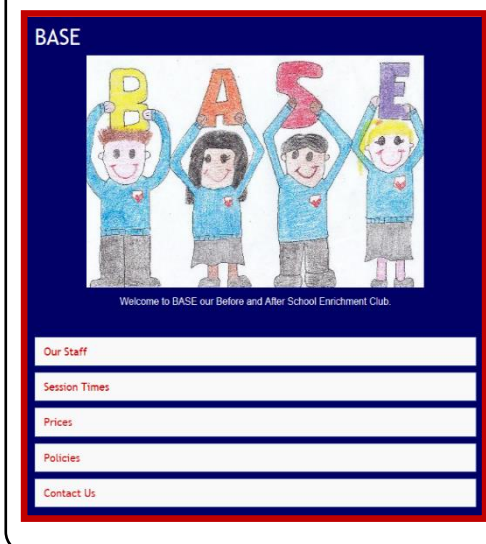 BASE
B A S E
Welcome to BASE our Before and After School Enrichment Club.
Our Staff
Session Times
Prices
Policies
Contact Us